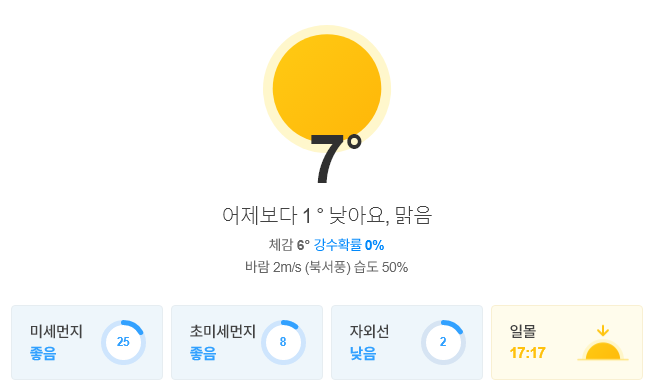 7°
어제보다 1° 낮아요, 맑음
체감 6° 강수확률 0%
바람 2m/s (북서풍) 습도 50%
미세먼지
좋음
25
초미세먼지
좋음
8
자외선
낮음
2
일몰
17:17